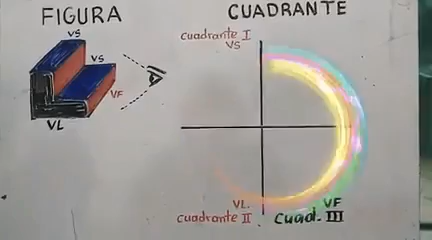 FIGURA
VS
VS
VF
VL
CUADRANTE
cuadrante I
VS
VL.
cuadrante II
VF
Cuad. III